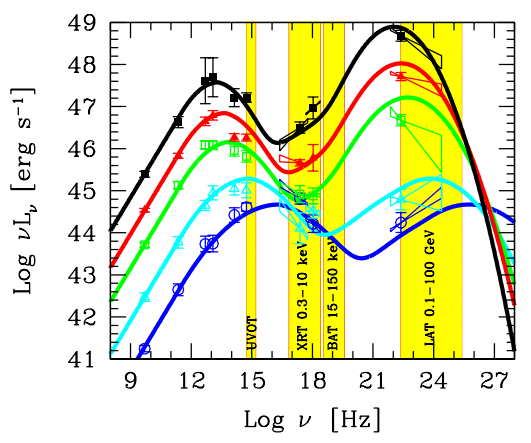 49
48
47
46
45
44
43
42
41
Log νLν [erg s⁻¹]
UVOT
XRT 0.3−10 keV
BAT 15−150 keV
LAT 0.1−100 GeV
9 12 15 18 21 24 27
Log ν [Hz]